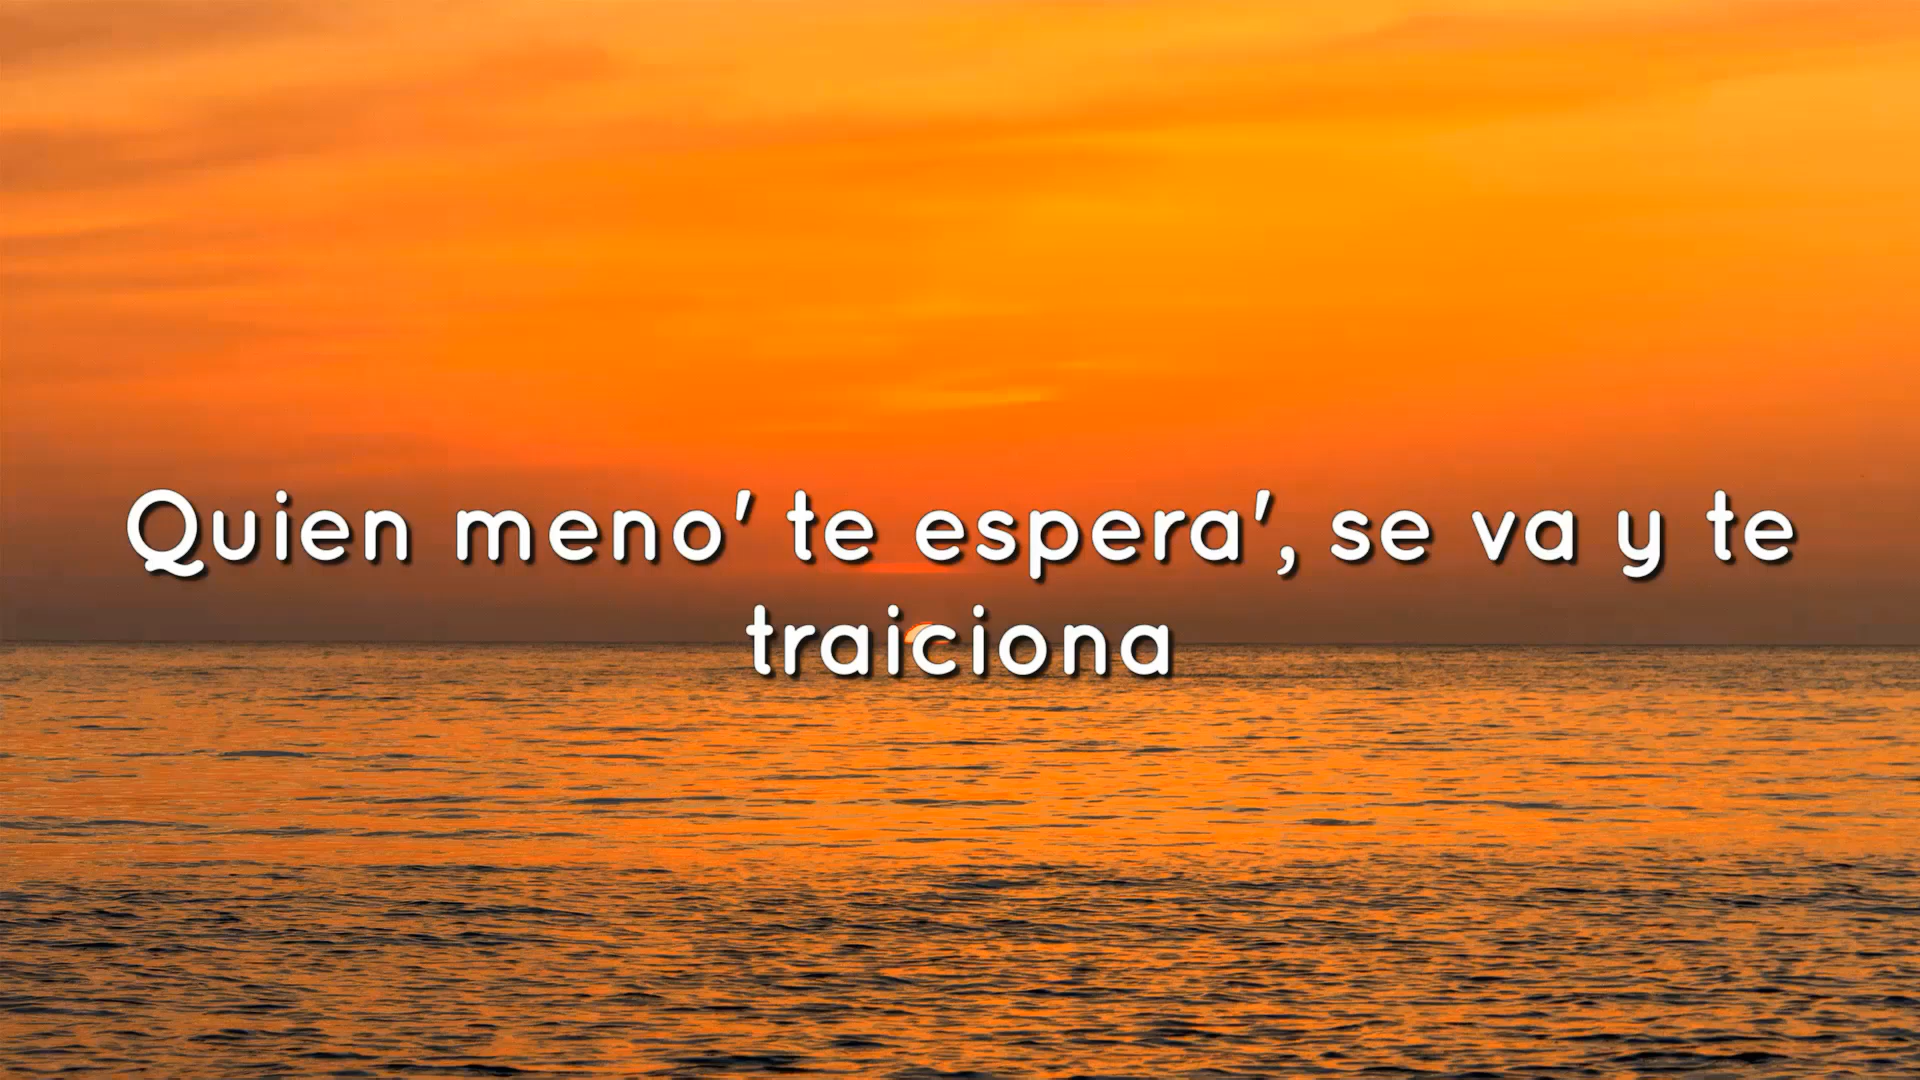 Quien meno' te espera', se va y te
traiciona